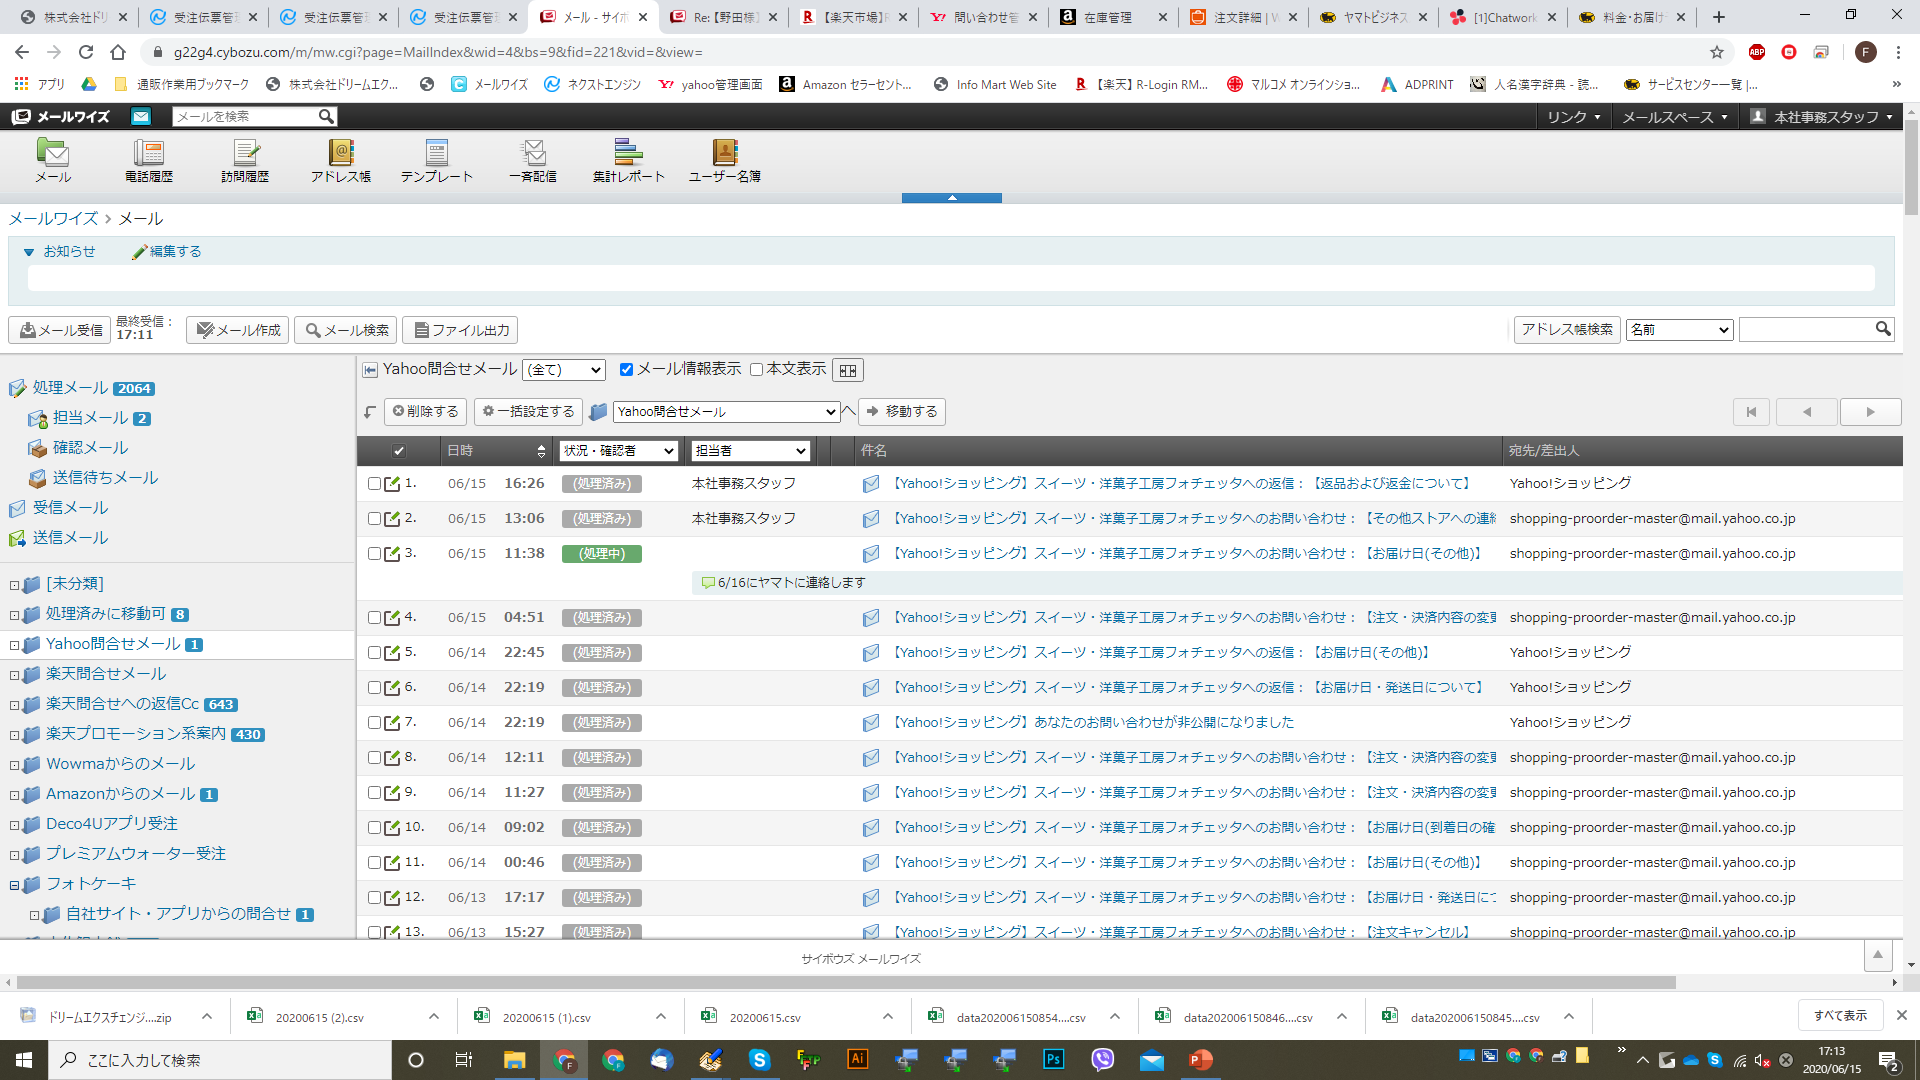 株式会社ドリ 受注伝票管理 受注伝票管 受注伝票管 メール - サイボ Re: 【野田様】 【楽天市場】R 問い合わせ管 在庫管理 注文詳細 | W ヤマトビジネス [1]Chatwork 料金・お届け
g22g4.cybozu.com/m/mw.cgi?page=MailIndex&wid=4&bs=9&fid=221&vid=&view= ABP F
アプリ 通販作業用ブックマーク 株式会社ドリームエク... メールワイズ ネクストエンジン yahoo管理画面 Amazon セラーセント... Info Mart Web Site 【楽天】 R-Login RM... マルコメ オンラインショ... ADPRINT 人名漢字辞典 - 読... サービスセンター一覧 |... »
メールワイズ メールを検索 リンク メールスペース 本社事務スタッフ
メール 電話履歴 訪問履歴 アドレス帳 テンプレート 一斉配信 集計レポート ユーザー名簿
メールワイズ > メール
お知らせ 編集する
メール受信 最終受信: 17:11 メール作成 メール検索 ファイル出力 アドレス帳検索 名前
処理メール 2064
担当メール 2
確認メール
送信待ちメール
受信メール
送信メール
[未分類]
処理済みに移動可 8
Yahoo問合せメール 1
楽天問合せメール
楽天問合せへの返信Cc 643
楽天プロモーション系案内 430
Wowmaからのメール
Amazonからのメール 1
Deco4Uアプリ受注
プレミアムウォーター受注
フォトケーキ
自社サイト・アプリからの問合せ 1
Yahoo問合せメール (全て) メール情報表示 本文表示
削除する 一括設定する Yahoo問合せメール へ 移動する
日時 状況・確認者 担当者 件名 宛先/差出人
1. 06/15 16:26 (処理済み) 本社事務スタッフ 【Yahoo!ショッピング】スイーツ・洋菓子工房フォチェッタへの返信：【返品および返金について】 Yahoo!ショッピング
2. 06/15 13:06 (処理済み) 本社事務スタッフ 【Yahoo!ショッピング】スイーツ・洋菓子工房フォチェッタへのお問い合わせ：【その他ストアへの連絡 shopping-proorder-master@mail.yahoo.co.jp
3. 06/15 11:38 (処理中) 【Yahoo!ショッピング】スイーツ・洋菓子工房フォチェッタへのお問い合わせ：【お届け日(その他)】 shopping-proorder-master@mail.yahoo.co.jp
6/16にヤマトに連絡します
4. 06/15 04:51 (処理済み) 【Yahoo!ショッピング】スイーツ・洋菓子工房フォチェッタへのお問い合わせ：【注文・決済内容の変更 shopping-proorder-master@mail.yahoo.co.jp
5. 06/14 22:45 (処理済み) 【Yahoo!ショッピング】スイーツ・洋菓子工房フォチェッタへの返信：【お届け日(その他)】 Yahoo!ショッピング
6. 06/14 22:19 (処理済み) 【Yahoo!ショッピング】スイーツ・洋菓子工房フォチェッタへの返信：【お届け日・発送日について】 Yahoo!ショッピング
7. 06/14 22:19 (処理済み) 【Yahoo!ショッピング】あなたのお問い合わせが非公開になりました Yahoo!ショッピング
8. 06/14 12:11 (処理済み) 【Yahoo!ショッピング】スイーツ・洋菓子工房フォチェッタへのお問い合わせ：【注文・決済内容の変更 shopping-proorder-master@mail.yahoo.co.jp
9. 06/14 11:27 (処理済み) 【Yahoo!ショッピング】スイーツ・洋菓子工房フォチェッタへのお問い合わせ：【注文・決済内容の変更 shopping-proorder-master@mail.yahoo.co.jp
10. 06/14 09:02 (処理済み) 【Yahoo!ショッピング】スイーツ・洋菓子工房フォチェッタへのお問い合わせ：【お届け日(到着日の確 shopping-proorder-master@mail.yahoo.co.jp
11. 06/14 00:46 (処理済み) 【Yahoo!ショッピング】スイーツ・洋菓子工房フォチェッタへのお問い合わせ：【お届け日(その他)】 shopping-proorder-master@mail.yahoo.co.jp
12. 06/13 17:17 (処理済み) 【Yahoo!ショッピング】スイーツ・洋菓子工房フォチェッタへのお問い合わせ：【お届け日・発送日につ shopping-proorder-master@mail.yahoo.co.jp
13. 06/13 15:27 (処理済み) 【Yahoo!ショッピング】スイーツ・洋菓子工房フォチェッタへのお問い合わせ：【注文キャンセル】 shopping-proorder-master@mail.yahoo.co.jp
サイボウズ メールワイズ
ドリームエクスチェンジ....zip 20200615 (2).csv 20200615 (1).csv 20200615.csv data202006150854....csv data202006150846....csv data202006150845....csv すべて表示
ここに入力して検索 17:13
2020/06/15 2